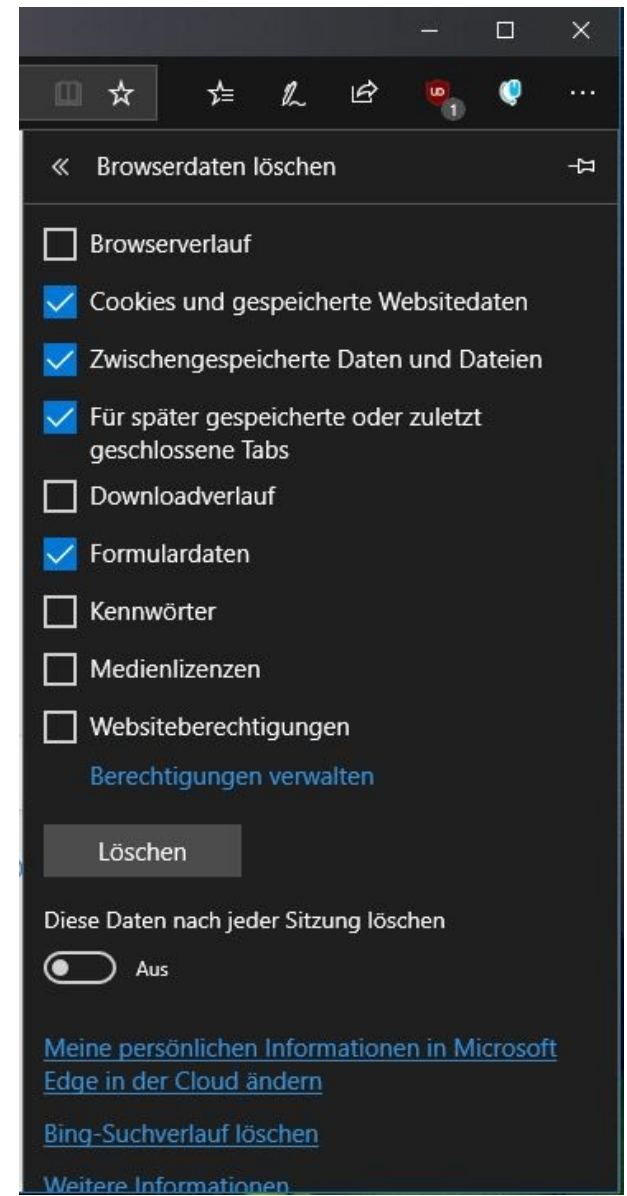 UD
1
Browserdaten löschen
Browserverlauf
Cookies und gespeicherte Websitedaten
Zwischengespeicherte Daten und Dateien
Für später gespeicherte oder zuletzt
geschlossene Tabs
Downloadverlauf
Formulardaten
Kennwörter
Medienlizenzen
Websiteberechtigungen
Berechtigungen verwalten
Löschen
Diese Daten nach jeder Sitzung löschen
Aus
Meine persönlichen Informationen in Microsoft
Edge in der Cloud ändern
Bing-Suchverlauf löschen
Weitere Informationen